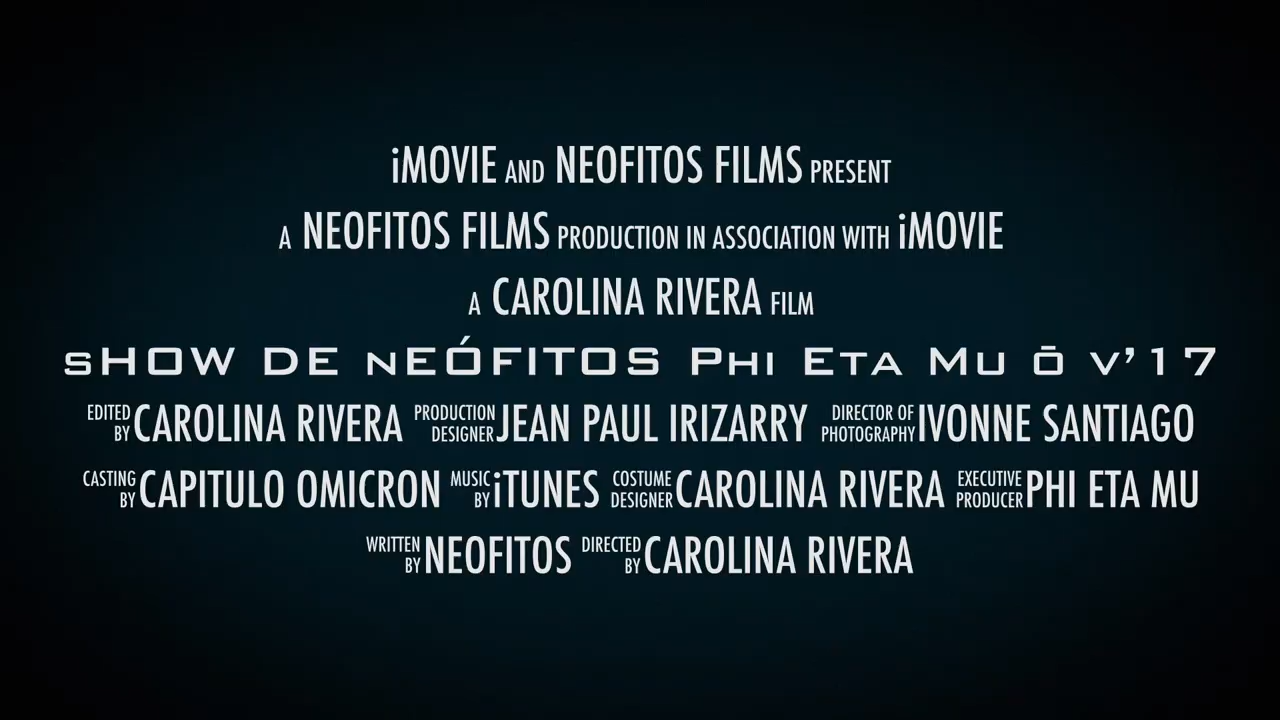 iMOVIE AND NEOFITOS FILMS PRESENT
A NEOFITOS FILMS PRODUCTION IN ASSOCIATION WITH iMOVIE
A CAROLINA RIVERA FILM
sHOW DE nEÓFITOS Phi Eta Mu ō v'17
EDITED BY CAROLINA RIVERA PRODUCTION DESIGNER JEAN PAUL IRIZARRY DIRECTOR OF PHOTOGRAPHY IVONNE SANTIAGO
CASTING BY CAPITULO OMICRON MUSIC BY iTUNES COSTUME DESIGNER CAROLINA RIVERA EXECUTIVE PRODUCER PHI ETA MU
WRITTEN BY NEOFITOS DIRECTED BY CAROLINA RIVERA